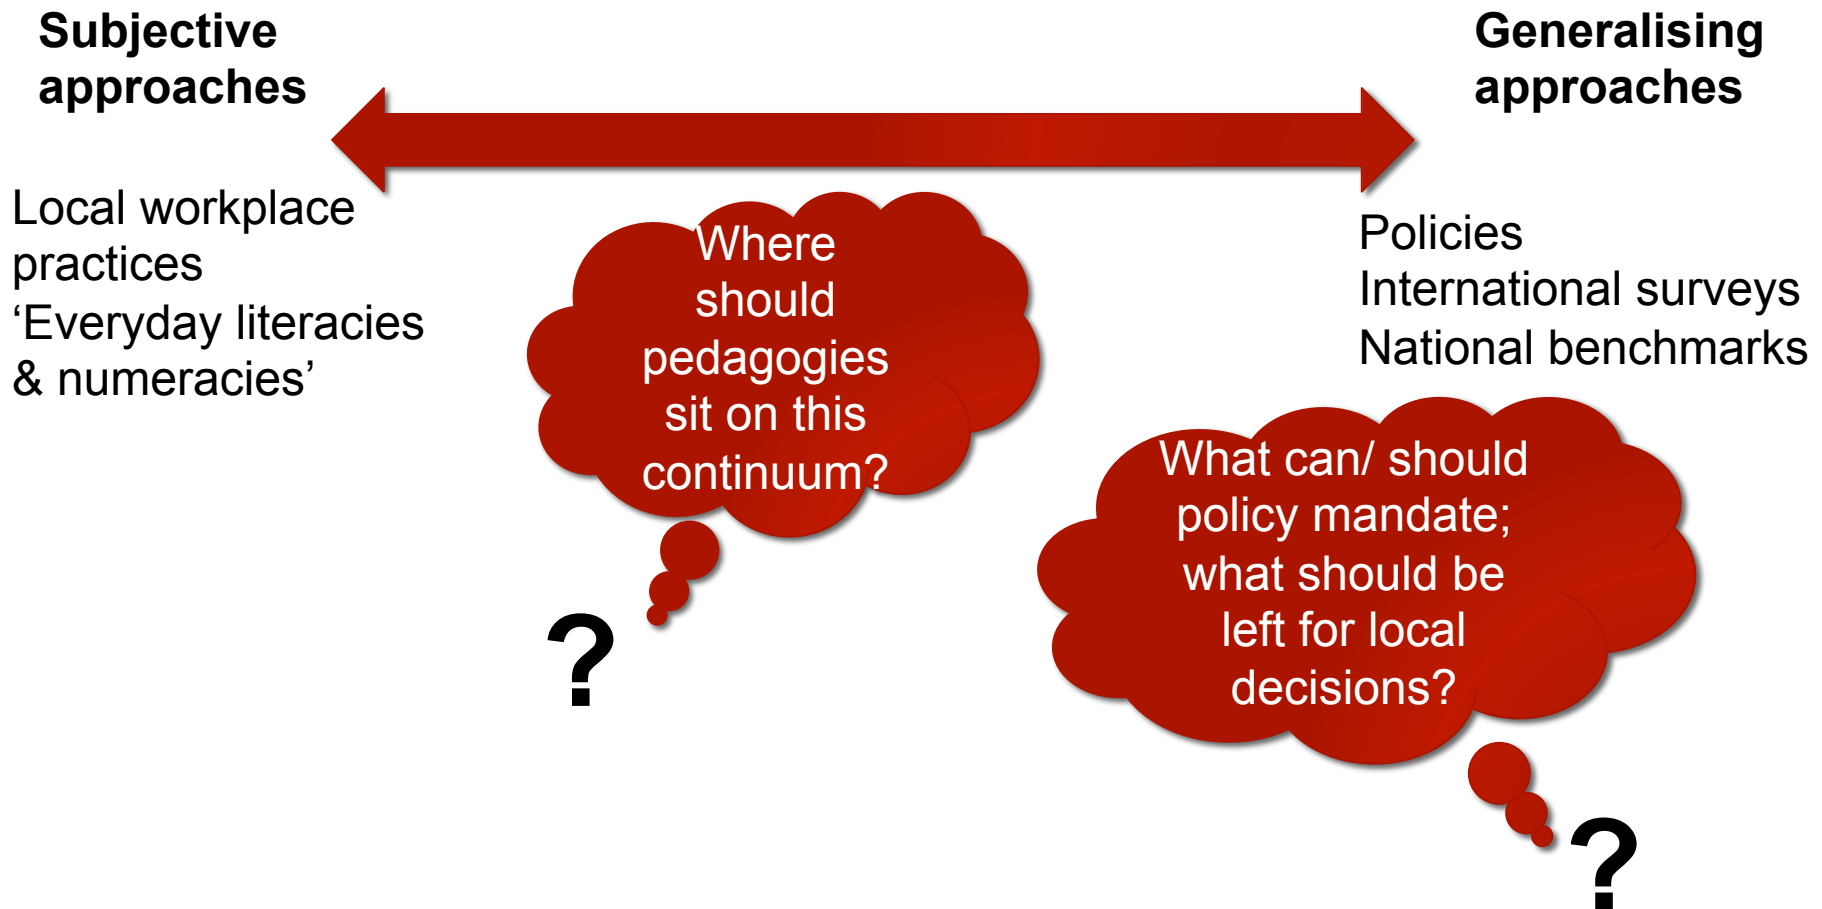 Subjective
approaches
Generalising
approaches
Local workplace
practices
‘Everyday literacies
& numeracies’
Policies
International surveys
National benchmarks
Where
should
pedagogies
sit on this
continuum?
?
What can/ should
policy mandate;
what should be
left for local
decisions?
?